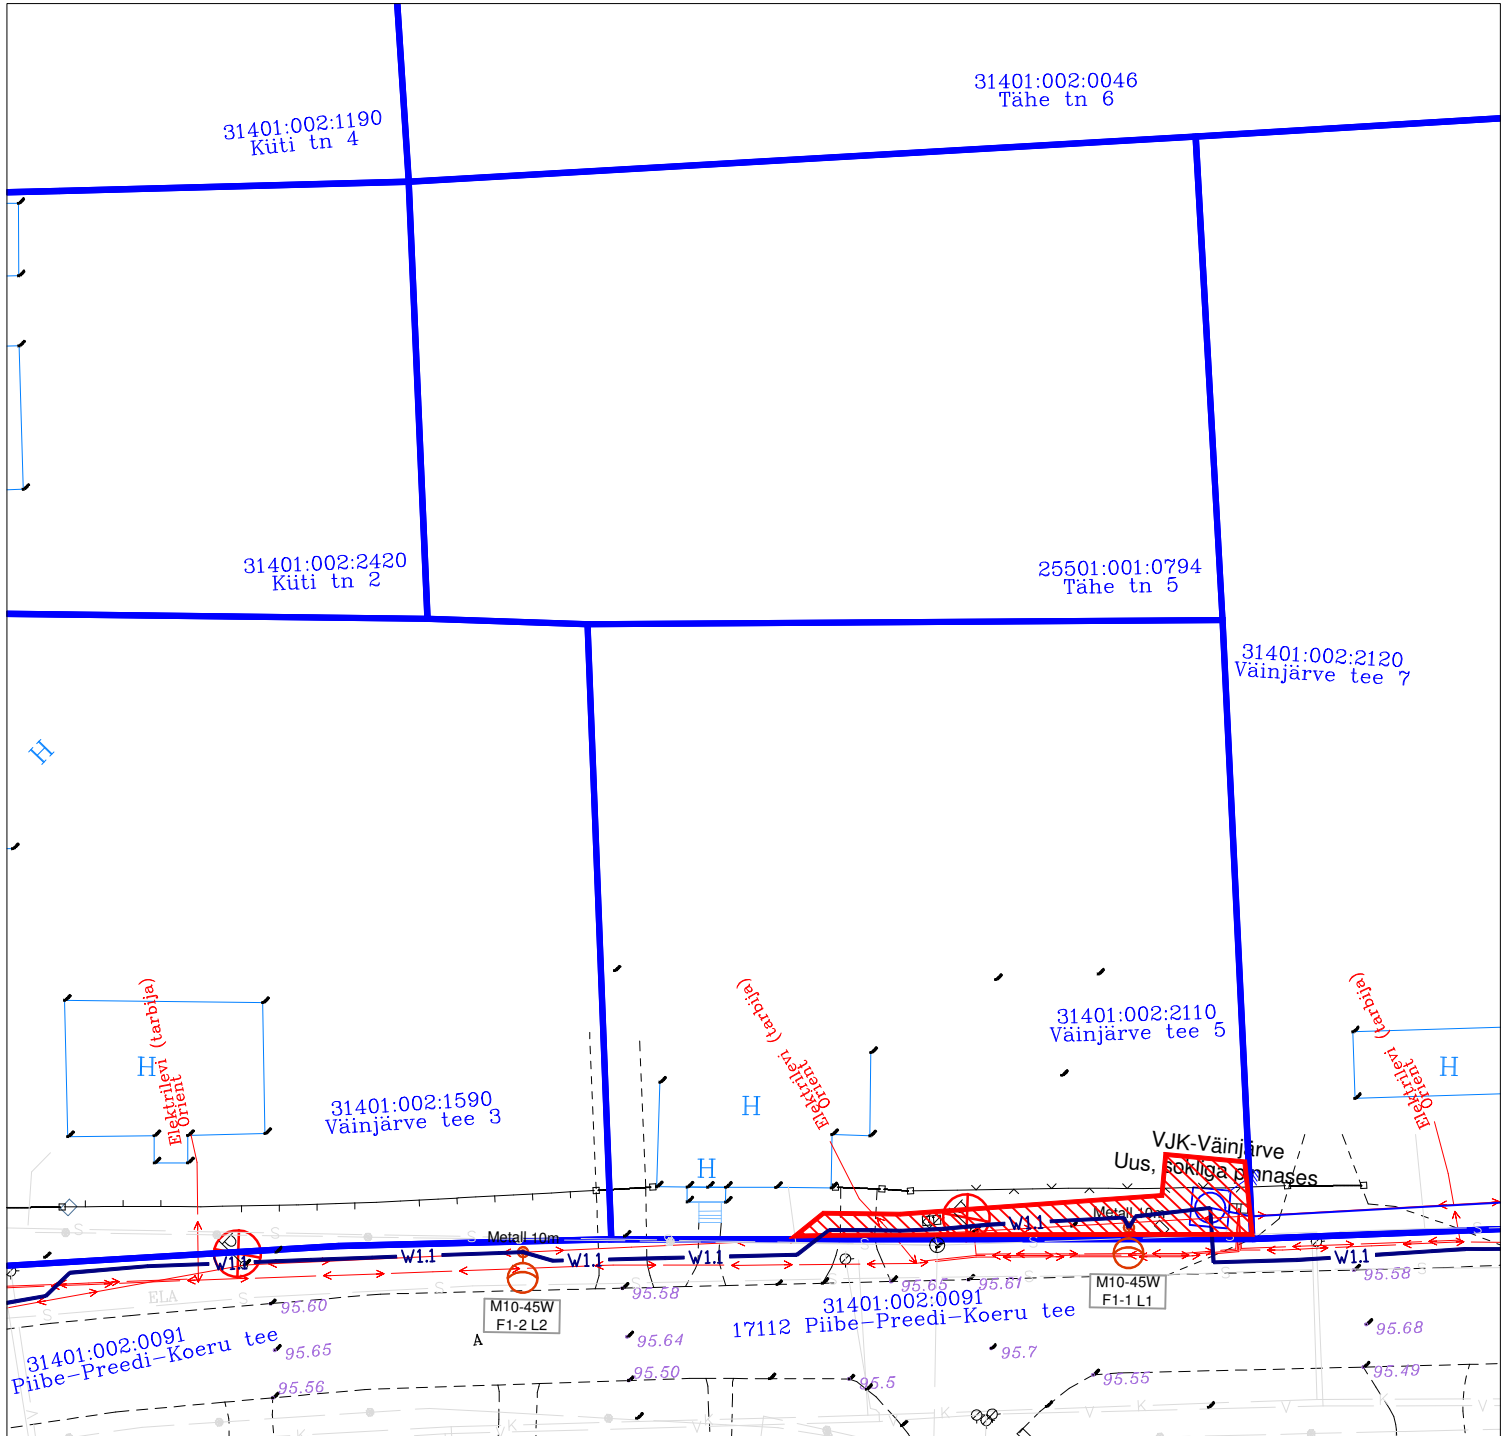 31401:002:0046
Tähe tn 6
31401:002:1190
Küti tn 4
31401:002:2420
Küti tn 2
25501:001:0794
Tähe tn 5
31401:002:2120
Väinjärve tee 7
H
Elektrilevi (tarbija)
Orient
Elektrilevi (tarbija)
Orient
Elektrilevi (tarbija)
Orient
31401:002:2110
Väinjärve tee 5
H
H
H
31401:002:1590
Väinjärve tee 3
H
VJK-Väinjärve
Uus, sokliga pinnases
Metall 10m
Metall 10m
W1.1
W1.1
W1.1
W1.1
W1.1
W1.1
ELA
M10-45W
F1-2 L2
M10-45W
F1-1 L1
95.60
95.58
95.65
95.67
95.58
31401:002:0091
17112 Piibe-Preedi-Koeru tee
31401:002:0091
Piibe-Preedi-Koeru tee
A
95.65
95.64
95.7
95.68
95.56
95.50
95.5
95.55
95.49